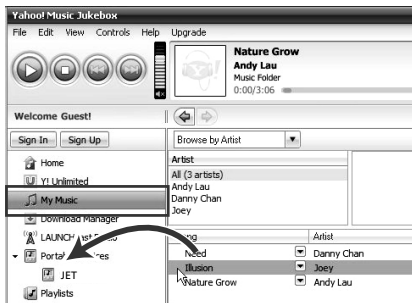 Yahoo! Music Jukebox
File Edit View Controls Help Upgrade
Nature Grow
Andy Lau
Music Folder
0:00/3:06
Welcome Guest!
Sign In Sign Up
Browse by Artist
Home
Y! Unlimited
My Music
Download Manager
LAUNCH
Portable
JET
Playlists
Artist
All (3 artists)
Andy Lau
Danny Chan
Joey
Artist
Need Danny Chan
Illusion Joey
Nature Grow Andy Lau